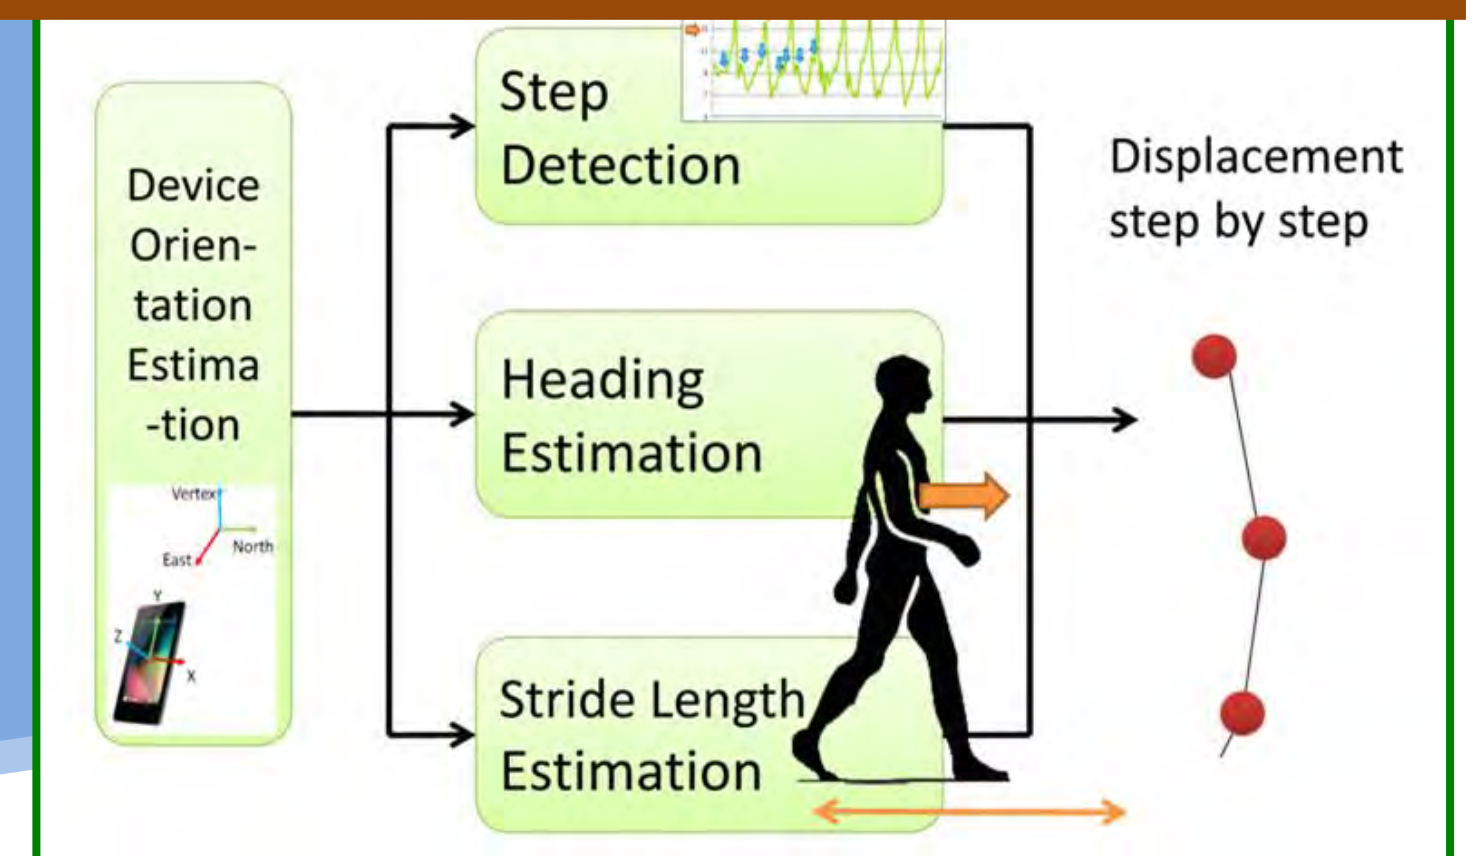 Device
Orien-
tation
Estima
-tion
Vertex
North
East
Y
Z
X
Step
Detection
Heading
Estimation
Stride Length
Estimation
Displacement
step by step